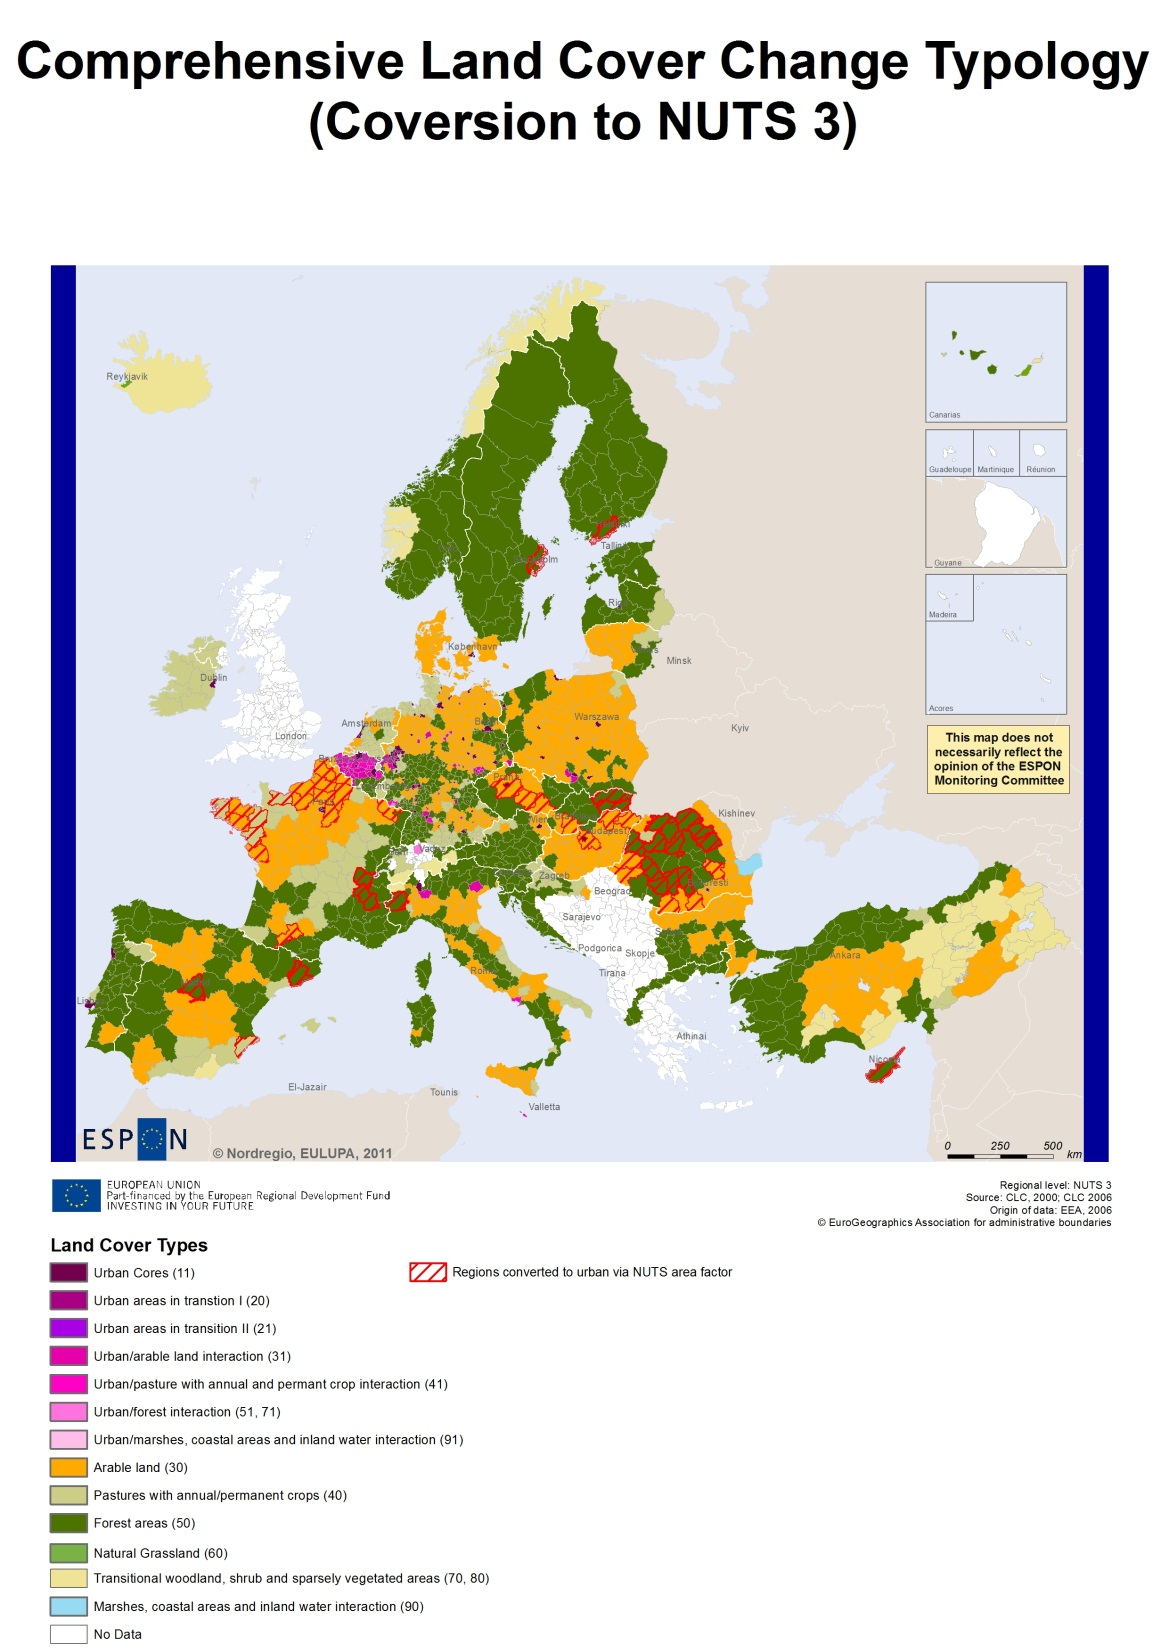 Comprehensive Land Cover Change Typology
(Coversion to NUTS 3)
Reykjavik
Canarias
Guadeloupe
Martinique
Réunion
Guyane
Madeira
Acores
Tallinn
Minsk
København
Dublin
London
Amsterdam
Warszawa
Kyiv
Kishinev
Budapest
Zagreb
Beograd
Sarajevo
Podgorica
Skopje
Tirana
Roma
Ankara
Athinai
El-Jazair
Tounis
Valletta
This map does not
necessarily reflect the
opinion of the ESPON
Monitoring Committee
ESPON
© Nordregio, EULUPA, 2011
0 250 500
km
EUROPEAN UNION
Part-financed by the European Regional Development Fund
INVESTING IN YOUR FUTURE
Regional level: NUTS 3
Source: CLC, 2000; CLC 2006
Origin of data: EEA, 2006
© EuroGeographics Association for administrative boundaries
Land Cover Types
Urban Cores (11)
Regions converted to urban via NUTS area factor
Urban areas in transtion I (20)
Urban areas in transition II (21)
Urban/arable land interaction (31)
Urban/pasture with annual and permant crop interaction (41)
Urban/forest interaction (51, 71)
Urban/marshes, coastal areas and inland water interaction (91)
Arable land (30)
Pastures with annual/permanent crops (40)
Forest areas (50)
Natural Grassland (60)
Transitional woodland, shrub and sparsely vegetated areas (70, 80)
Marshes, coastal areas and inland water interaction (90)
No Data